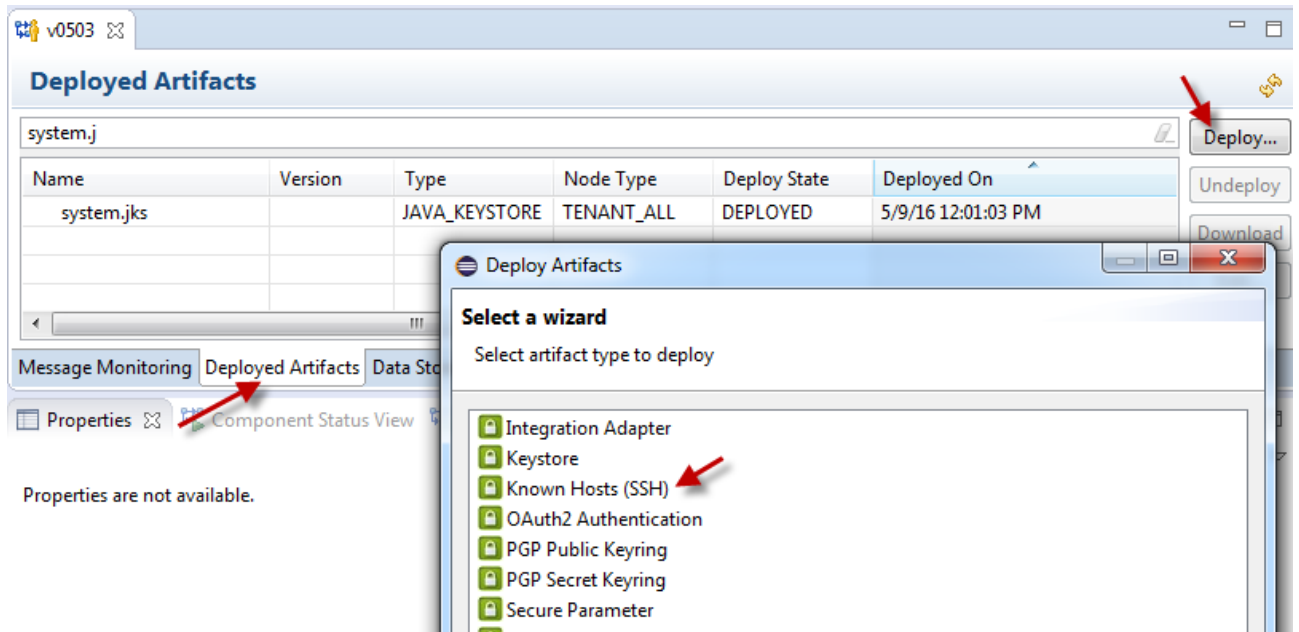 v0503
Deployed Artifacts
system.j
Deploy...
Name Version Type Node Type Deploy State Deployed On
Undeploy
system.jks JAVA_KEYSTORE TENANT_ALL DEPLOYED 5/9/16 12:01:03 PM
Download
Deploy Artifacts
Select a wizard
Select artifact type to deploy
Message Monitoring Deployed Artifacts Data Sto
Properties Component Status View
Properties are not available.
Integration Adapter
Keystore
Known Hosts (SSH)
OAuth2 Authentication
PGP Public Keyring
PGP Secret Keyring
Secure Parameter